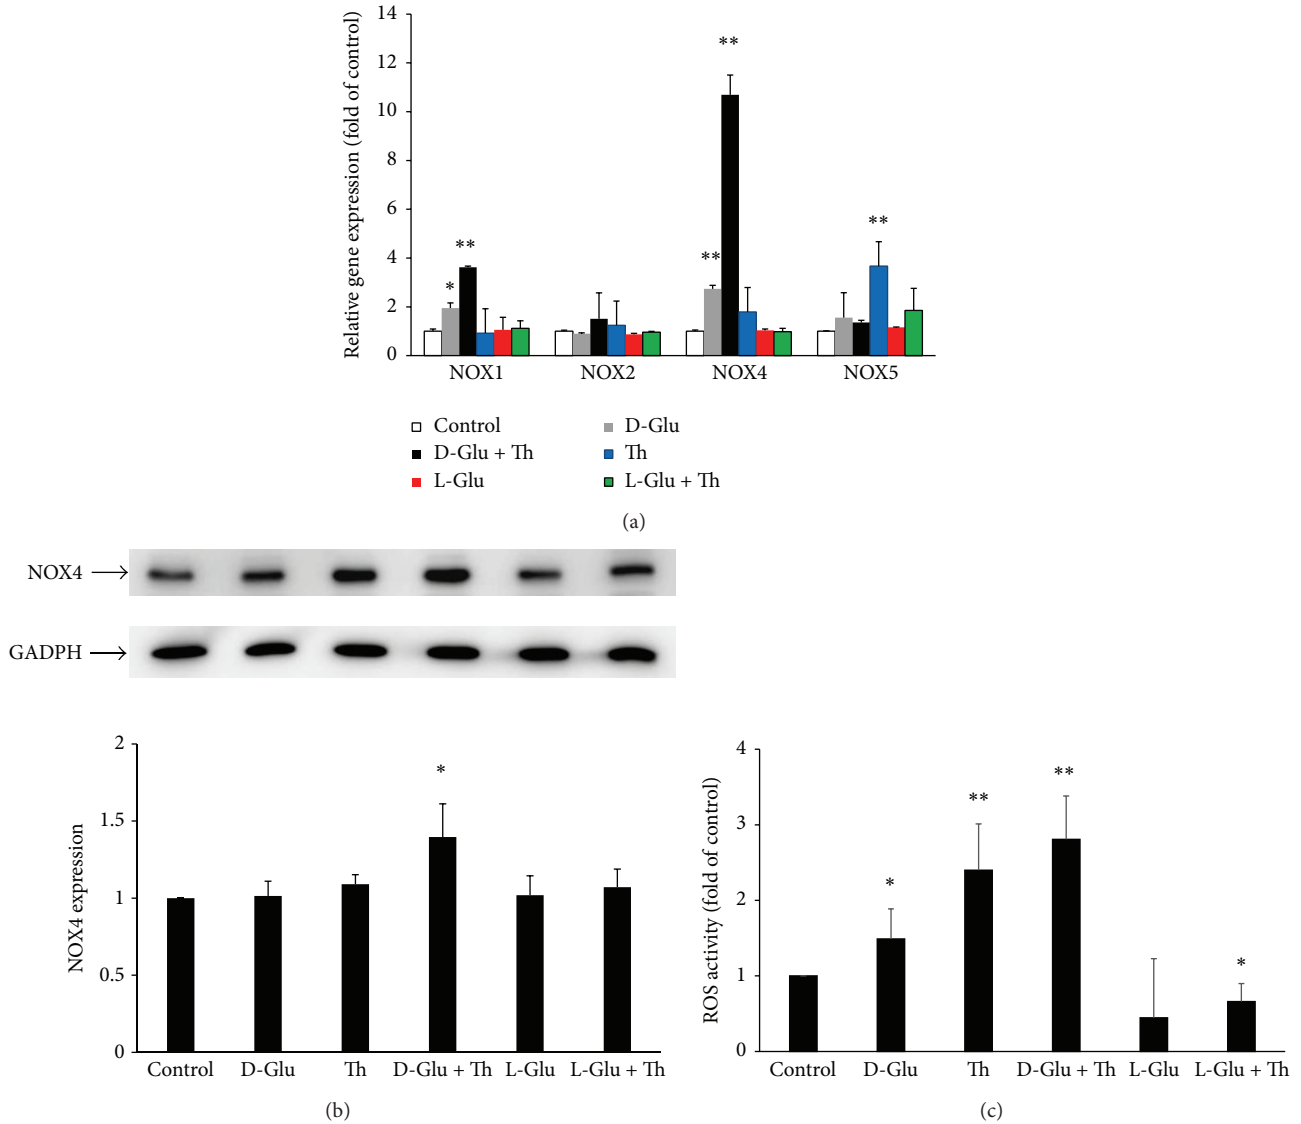 14
12
10
8
6
4
2
0
Relative gene expression (fold of control)
*
**
**
**
**
NOX1 NOX2 NOX4 NOX5
Control D-Glu
D-Glu + Th Th
L-Glu L-Glu + Th
(a)
NOX4
GADPH
2
1.5
1
0.5
0
NOX4 expression
*
Control D-Glu Th D-Glu + Th L-Glu L-Glu + Th
(b)
4
3
2
1
0
ROS activity (fold of control)
*
**
**
*
Control D-Glu Th D-Glu + Th L-Glu L-Glu + Th
(c)